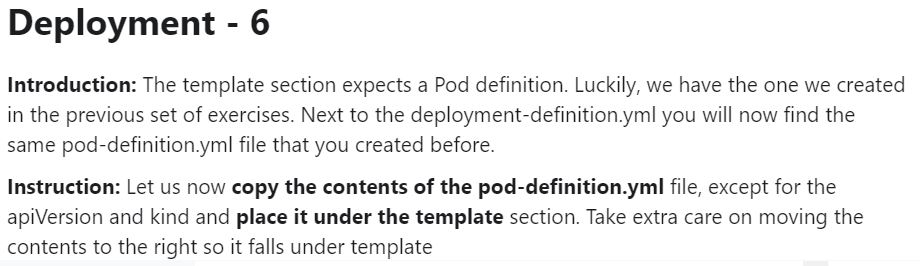 Deployment - 6
Introduction: The template section expects a Pod definition. Luckily, we have the one we created
in the previous set of exercises. Next to the deployment-definition.yml you will now find the
same pod-definition.yml file that you created before.
Instruction: Let us now copy the contents of the pod-definition.yml file, except for the
apiVersion and kind and place it under the template section. Take extra care on moving the
contents to the right so it falls under template